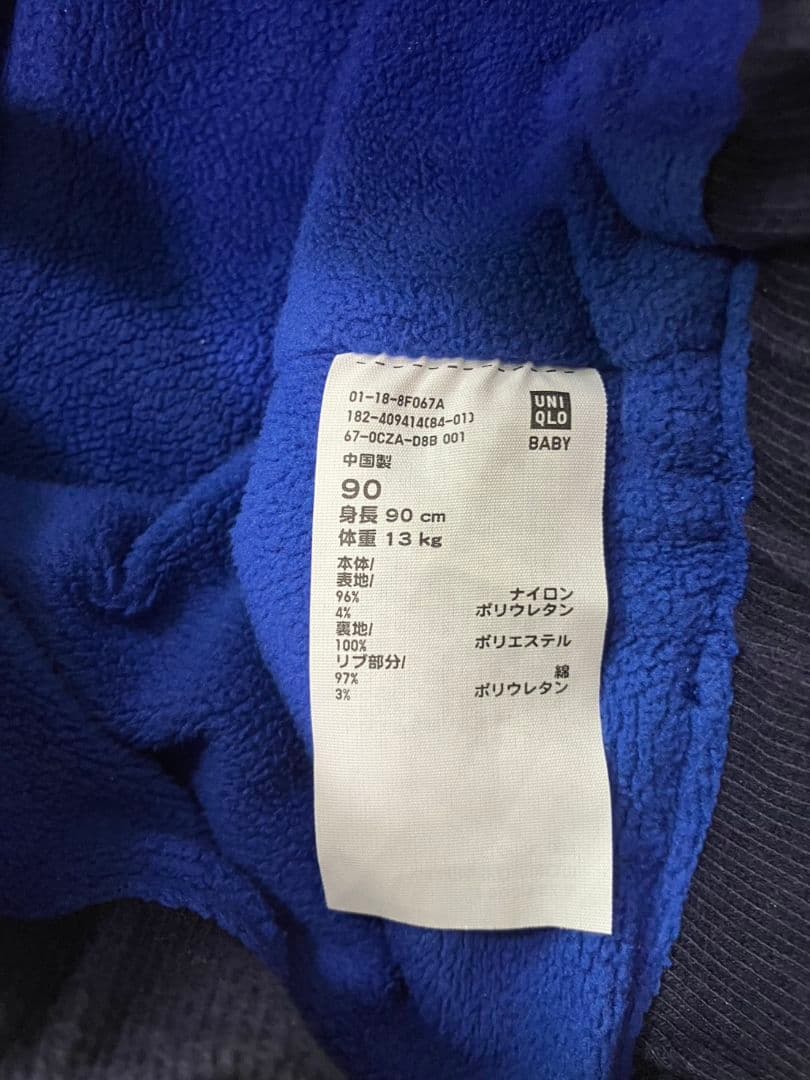 01-18-8F067A
182-409414(84-01)
67-0CZA-D8B 001
UNI
QLO
BABY
中国製
90
身長 90 cm
体重 13 kg
本体/
表地/
96% ナイロン
4% ポリウレタン
裏地/
100% ポリエステル
リブ部分/
97% 綿
3% ポリウレタン